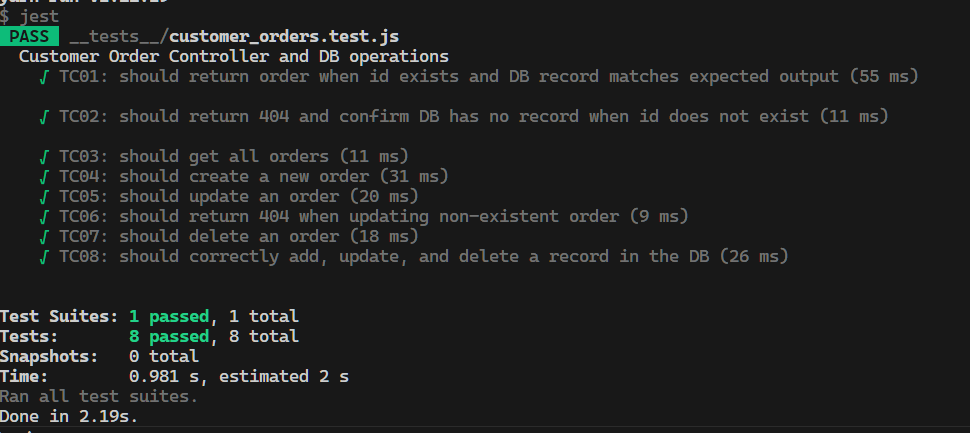 $ jest
PASS __tests__/customer_orders.test.js
Customer Order Controller and DB operations
√ TC01: should return order when id exists and DB record matches expected output (55 ms)
√ TC02: should return 404 and confirm DB has no record when id does not exist (11 ms)
√ TC03: should get all orders (11 ms)
√ TC04: should create a new order (31 ms)
√ TC05: should update an order (20 ms)
√ TC06: should return 404 when updating non-existent order (9 ms)
√ TC07: should delete an order (18 ms)
√ TC08: should correctly add, update, and delete a record in the DB (26 ms)
Test Suites: 1 passed, 1 total
Tests: 8 passed, 8 total
Snapshots: 0 total
Time: 0.981 s, estimated 2 s
Ran all test suites.
Done in 2.19s.